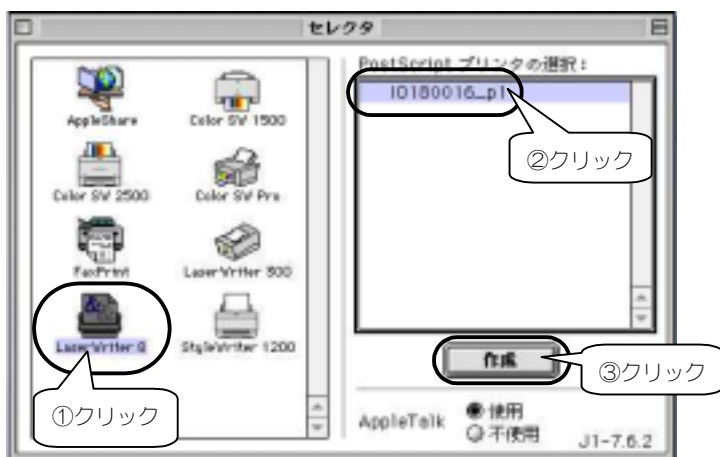 セレクタ
PostScript プリンタの選択:
AppleShare
Color SW 1500
IO180016_p1
②クリック
Color SW 2500
Color SW Pro
FaxPrint
LaserWriter 300
LaserWriter 8
StyleWriter 1200
作成
③クリック
①クリック
AppleTalk
使用
不使用
J1-7.6.2